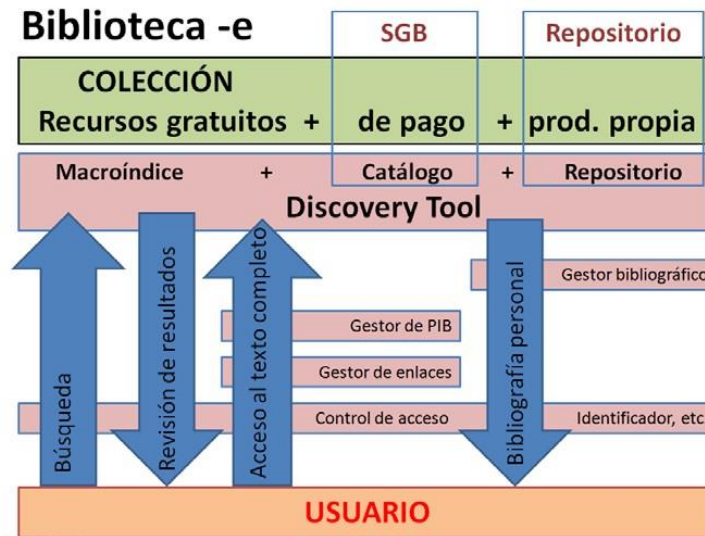 Biblioteca -e
SGB
Repositorio
COLECCIÓN
Recursos gratuitos + de pago + prod. propia
Macroíndice + Catálogo + Repositorio
Discovery Tool
Búsqueda
Revisión de resultados
Acceso al texto completo
Bibliografía personal
Gestor bibliográfico
Gestor de PIB
Gestor de enlaces
Control de acceso
Identificador, etc
USUARIO